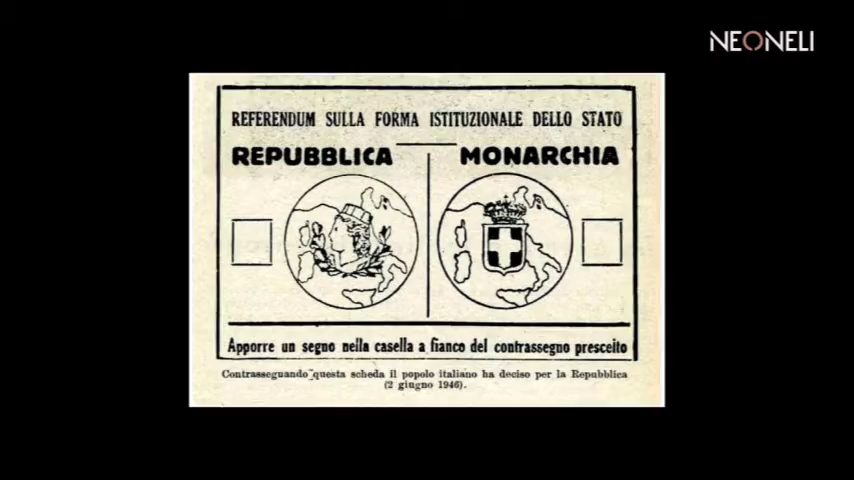 NEONELI
REFERENDUM SULLA FORMA ISTITUZIONALE DELLO STATO
REPUBBLICA MONARCHIA
Apporre un segno nella casella a fianco del contrassegno prescelto
Contrassegnando questa scheda il popolo italiano ha deciso per la Repubblica
(2 giugno 1946).